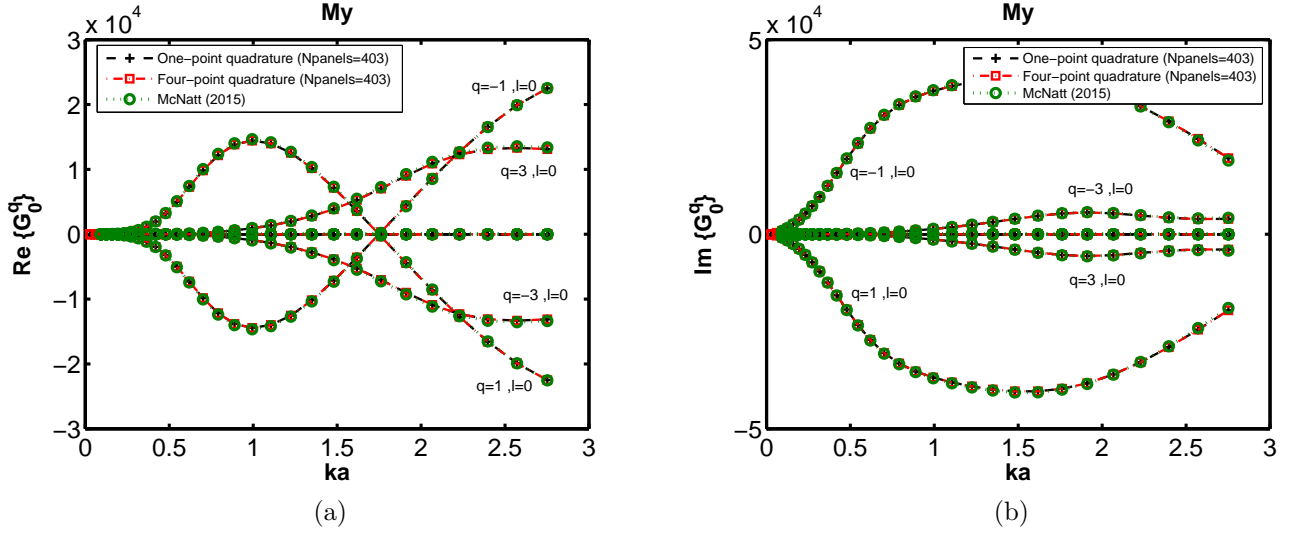 My
x 10^4
3
2
1
0
−1
−2
−3
Re {G_0^q}
One−point quadrature (Npanels=403)
Four−point quadrature (Npanels=403)
McNatt (2015)
q=−1 ,l=0
q=3 ,l=0
q=−3 ,l=0
q=1 ,l=0
0 0.5 1 1.5 2 2.5 3
ka
(a)
My
x 10^4
5
0
−5
Im {G_0^q}
One−point quadrature (Npanels=403)
Four−point quadrature (Npanels=403)
McNatt (2015)
q=−1 ,l=0
q=−3 ,l=0
q=3 ,l=0
q=1 ,l=0
0 0.5 1 1.5 2 2.5 3
ka
(b)